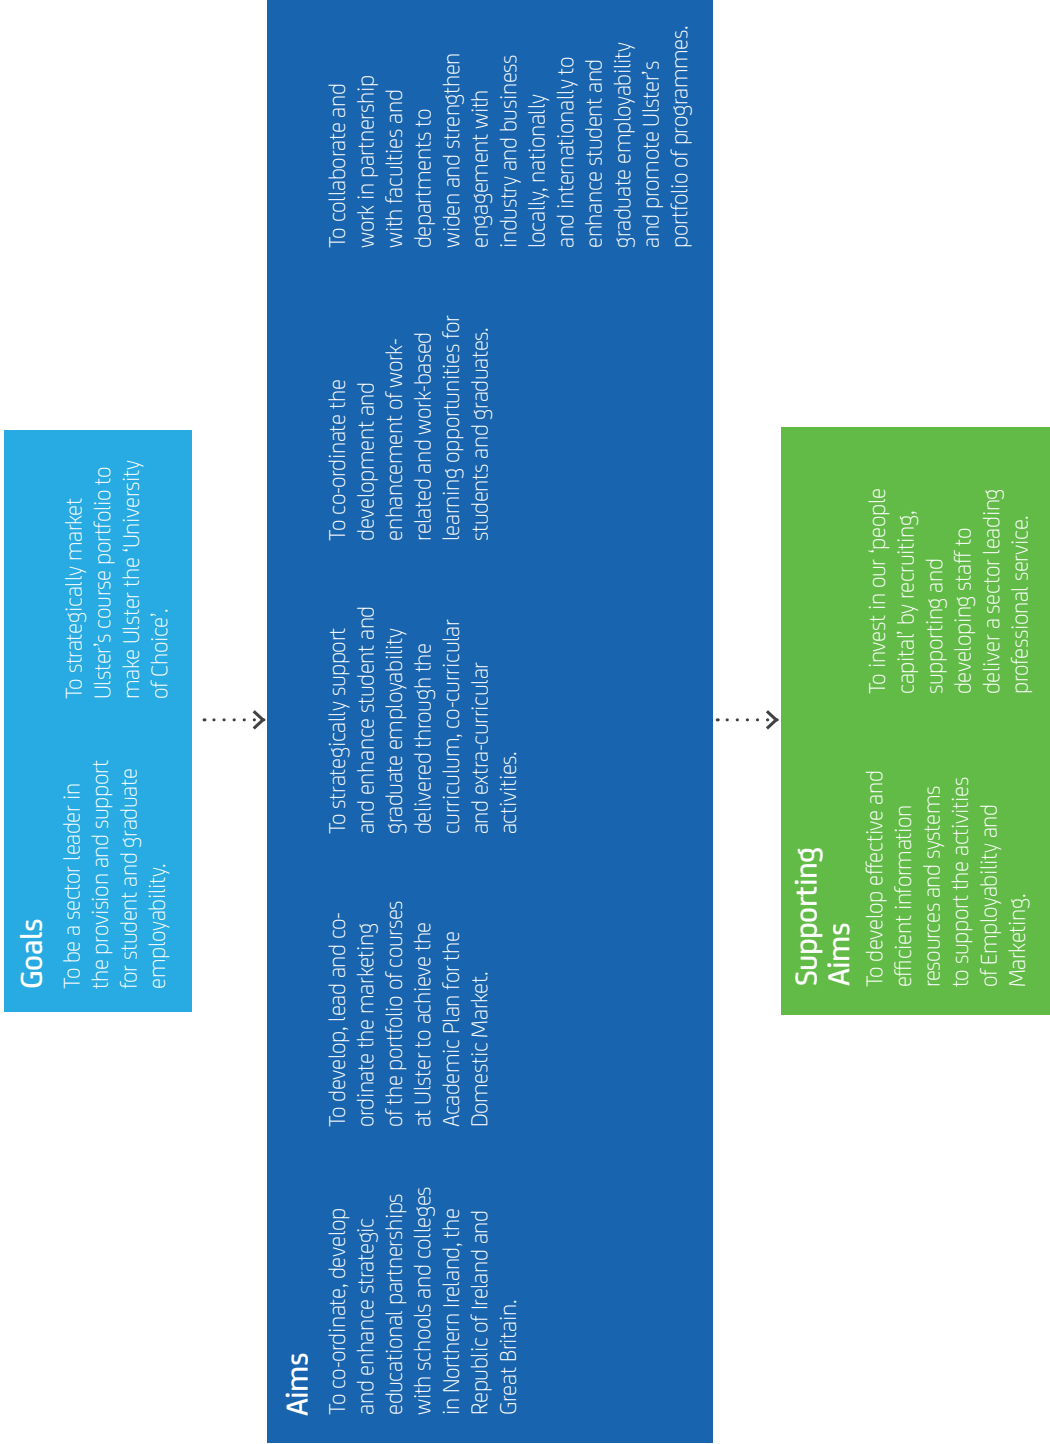 Goals
To be a sector leader in
the provision and support
for student and graduate
employability.
To strategically market
Ulster's course portfolio to
make Ulster the ‘University
of Choice’.
Aims
To co-ordinate, develop
and enhance strategic
educational partnerships
with schools and colleges
in Northern Ireland, the
Republic of Ireland and
Great Britain.
To develop, lead and co-
ordinate the marketing
of the portfolio of courses
at Ulster to achieve the
Academic Plan for the
Domestic Market.
To strategically support
and enhance student and
graduate employability
delivered through the
curriculum, co-curricular
and extra-curricular
activities.
To co-ordinate the
development and
enhancement of work-
related and work-based
learning opportunities for
students and graduates.
To collaborate and
work in partnership
with faculties and
departments to
widen and strengthen
engagement with
industry and business
locally, nationally
and internationally to
enhance student and
graduate employability
and promote Ulster's
portfolio of programmes.
Supporting
Aims
To develop effective and
efficient information
resources and systems
to support the activities
of Employability and
Marketing.
To invest in our ‘people
capital’ by recruiting,
supporting and
developing staff to
deliver a sector leading
professional service.